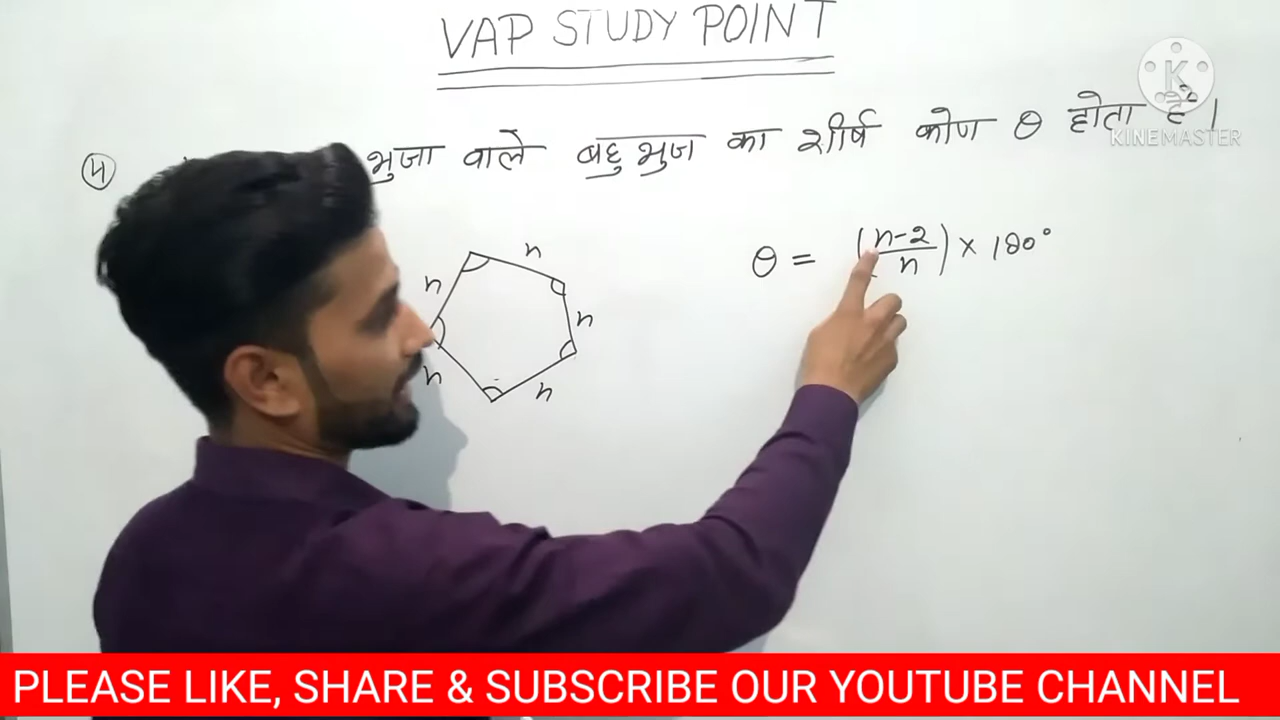 VAP STUDY POINT
K
KINEMASTER
(4) भुजा वाले बहुभुज का शीर्ष कोण θ होता है।
θ = (n-2/n) × 180°
n
n
n
n
n
PLEASE LIKE, SHARE & SUBSCRIBE OUR YOUTUBE CHANNEL